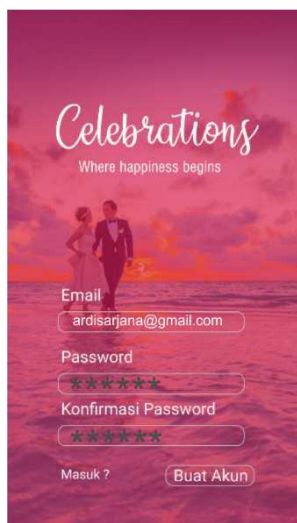 Celebrations
Where happiness begins
Email
ardisarjana@gmail.com
Password
******
Konfirmasi Password
******
Masuk ? Buat Akun